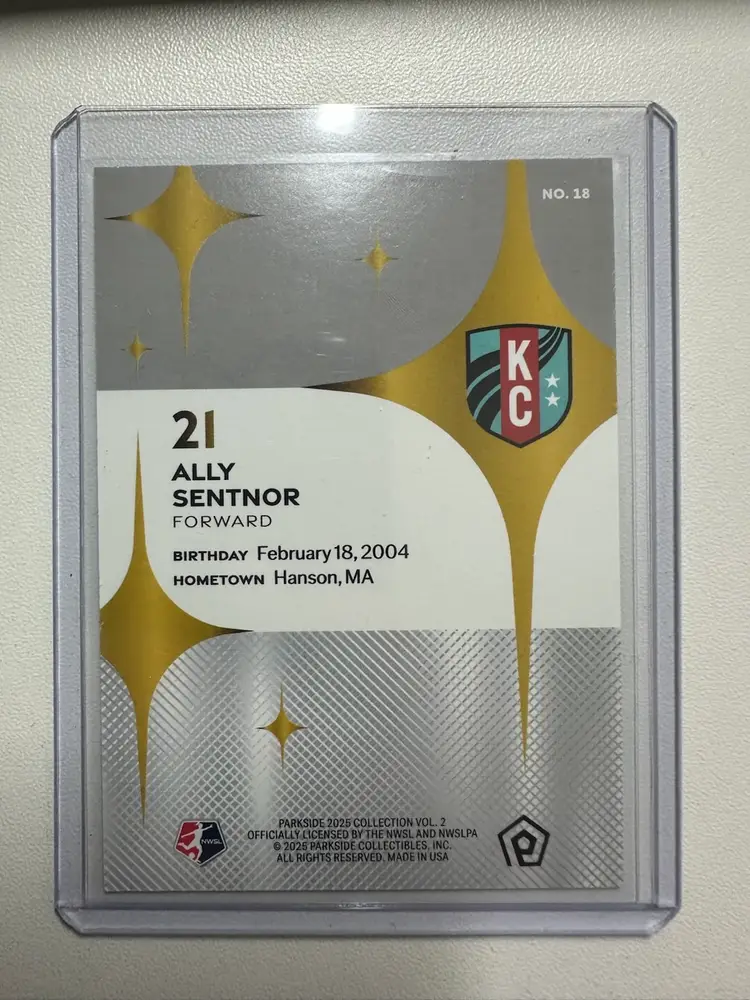 NO. 18
KC
21
ALLY
SENTNOR
FORWARD
BIRTHDAY February 18, 2004
HOMETOWN Hanson, MA
NWSL
PARKSIDE 2025 COLLECTION VOL. 2
OFFICIALLY LICENSED BY THE NWSL AND NWSLPA
© 2025 PARKSIDE COLLECTIBLES, INC.
ALL RIGHTS RESERVED. MADE IN USA